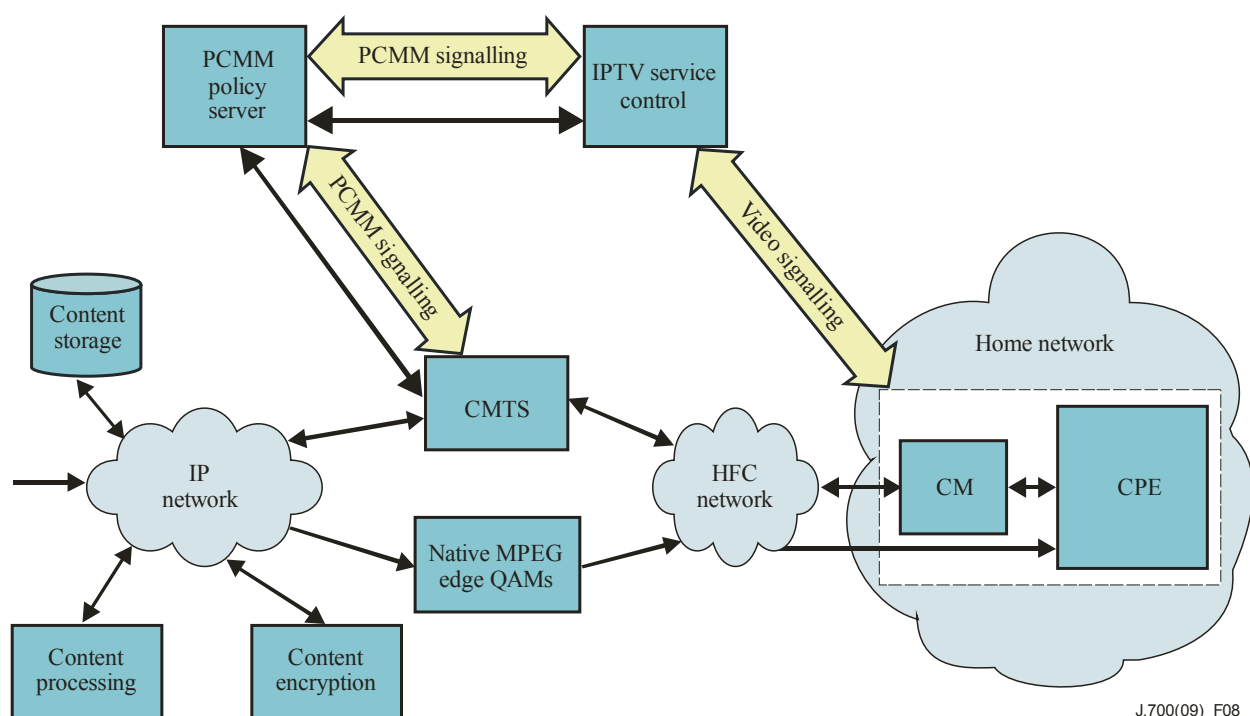 PCMM
policy
server
PCMM signalling
IPTV service
control
PCMM signalling
Video signalling
Content
storage
Home network
CMTS
IP
network
HFC
network
CM
CPE
Native MPEG
edge QAMs
Content
processing
Content
encryption
J.700(09)_F08